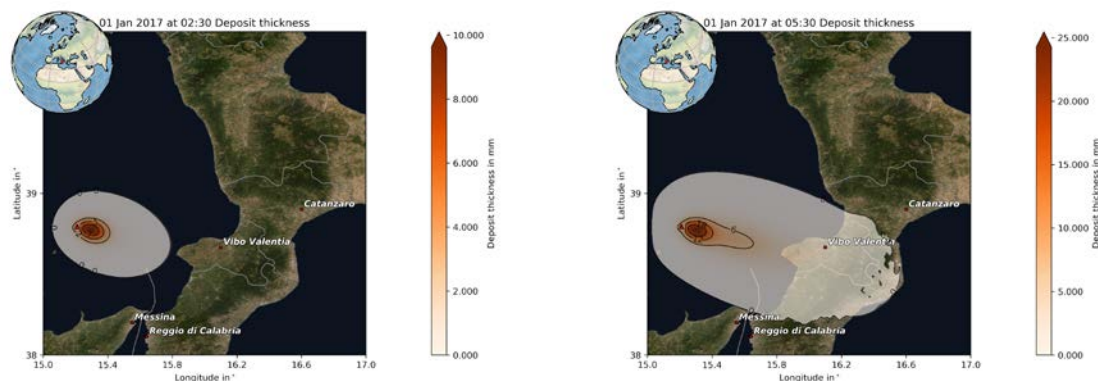 01 Jan 2017 at 02:30 Deposit thickness
10.000
8.000
6.000
4.000
2.000
0.000
Deposit thickness in mm
39
38
Latitude in °
Catanzaro
Vibo Valentia
Messina
Reggio di Calabria
15.0 15.4 15.8 16.2 16.6 17.0
Longitude in °
01 Jan 2017 at 05:30 Deposit thickness
25.000
20.000
15.000
10.000
5.000
0.000
Deposit thickness in mm
39
38
Latitude in °
Catanzaro
Vibo Valentia
6
Messina
Reggio di Calabria
15.0 15.4 15.8 16.2 16.6 17.0
Longitude in °